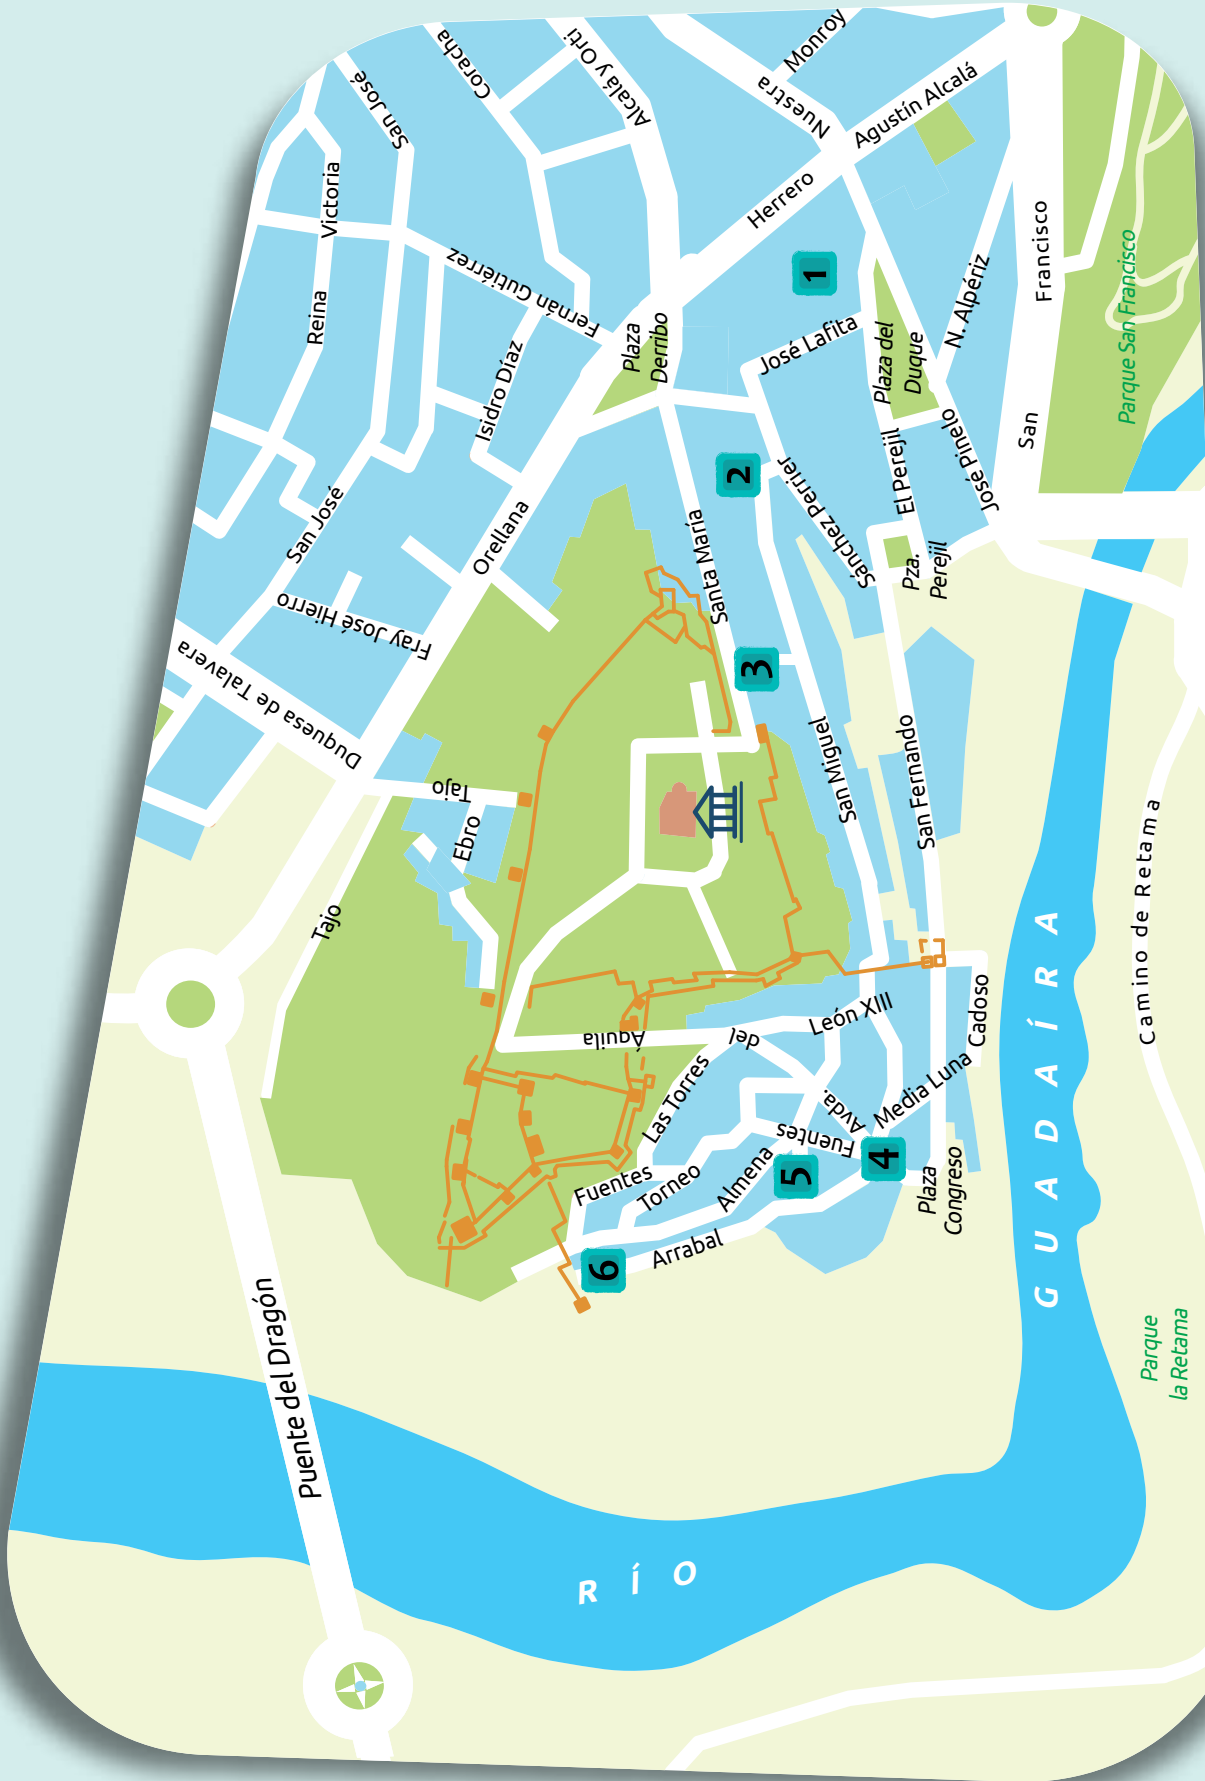 Coracha
Alcalá y Orti
Monroy
Nuestra
San José
Agustín Alcalá
Victoria
Herrero
Francisco
Parque San Francisco
Fernán Gutiérrez
1
Reina
Plaza
Derribo
N. Alpériz
José Lafita
Plaza del
Duque
Isidro Díaz
San
José Pinelo
El Perejil
2
Sánchez Perrier
San José
Orellana
Santa María
Pza.
Perejil
Fray José Hierro
3
Duquesa de Talavera
San Miguel
San Fernando
Tajo
Ebro
Tajo
Camino de Retama
León XIII
Cadoso
Águila
del
Las Torres
Avda.
Media Luna
Fuentes
4
5
Almena
Torneo
Fuentes
Plaza
Congreso
Arrabal
6
RÍO
GUADAÍRA
Puente del Dragón
Parque
la Retama